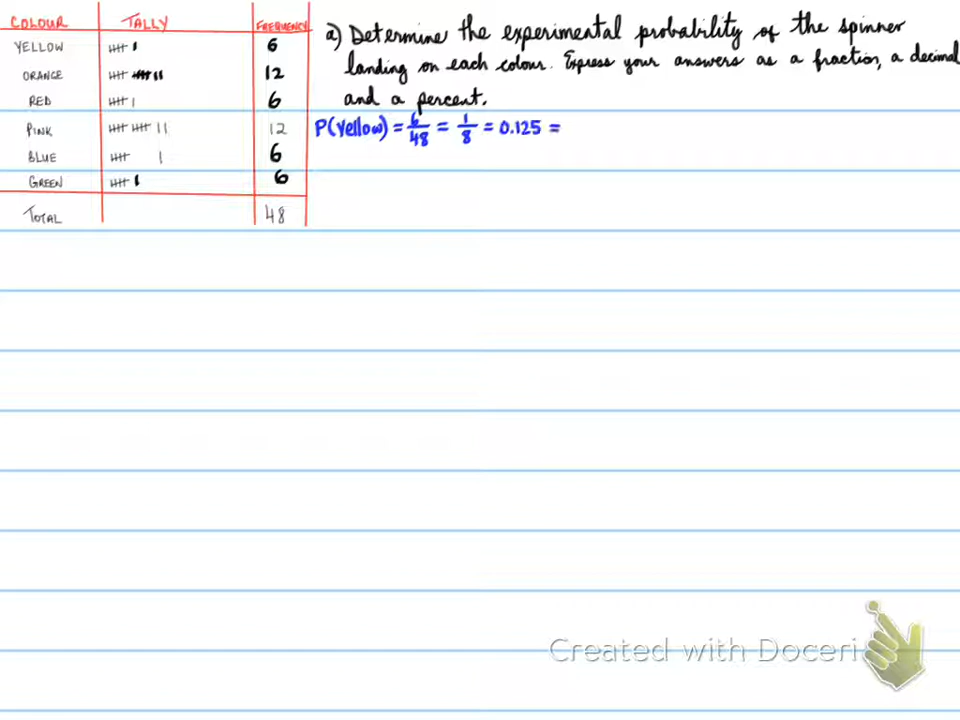 COLOUR TALLY FREQUENCY
YELLOW 6
ORANGE 12
RED 6
PINK 12
BLUE 6
GREEN 6
TOTAL 48
a) Determine the experimental probability of the spinner
landing on each colour. Express your answers as a fraction, a decimal
and a percent.
P(Yellow) = 6/48 = 1/8 = 0.125 =
Created with Doceri